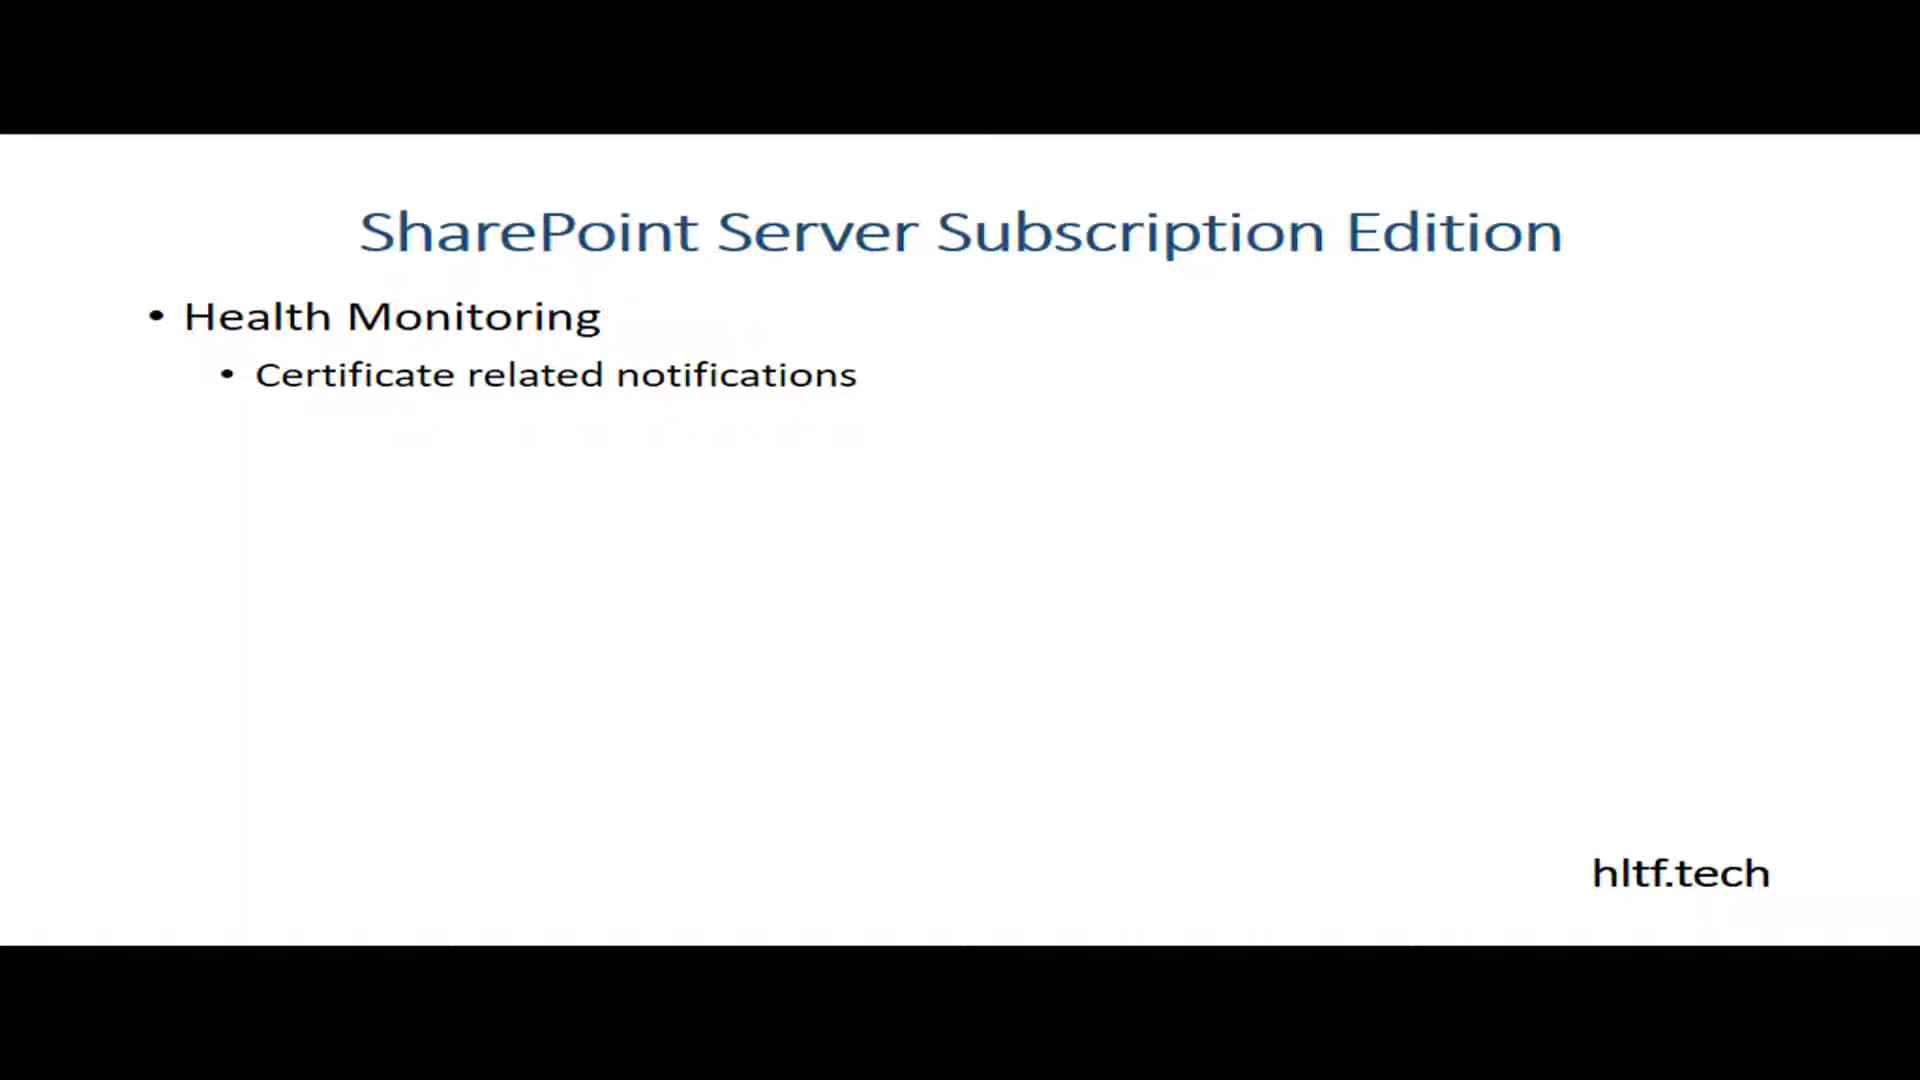 SharePoint Server Subscription Edition
• Health Monitoring
• Certificate related notifications
hltf.tech